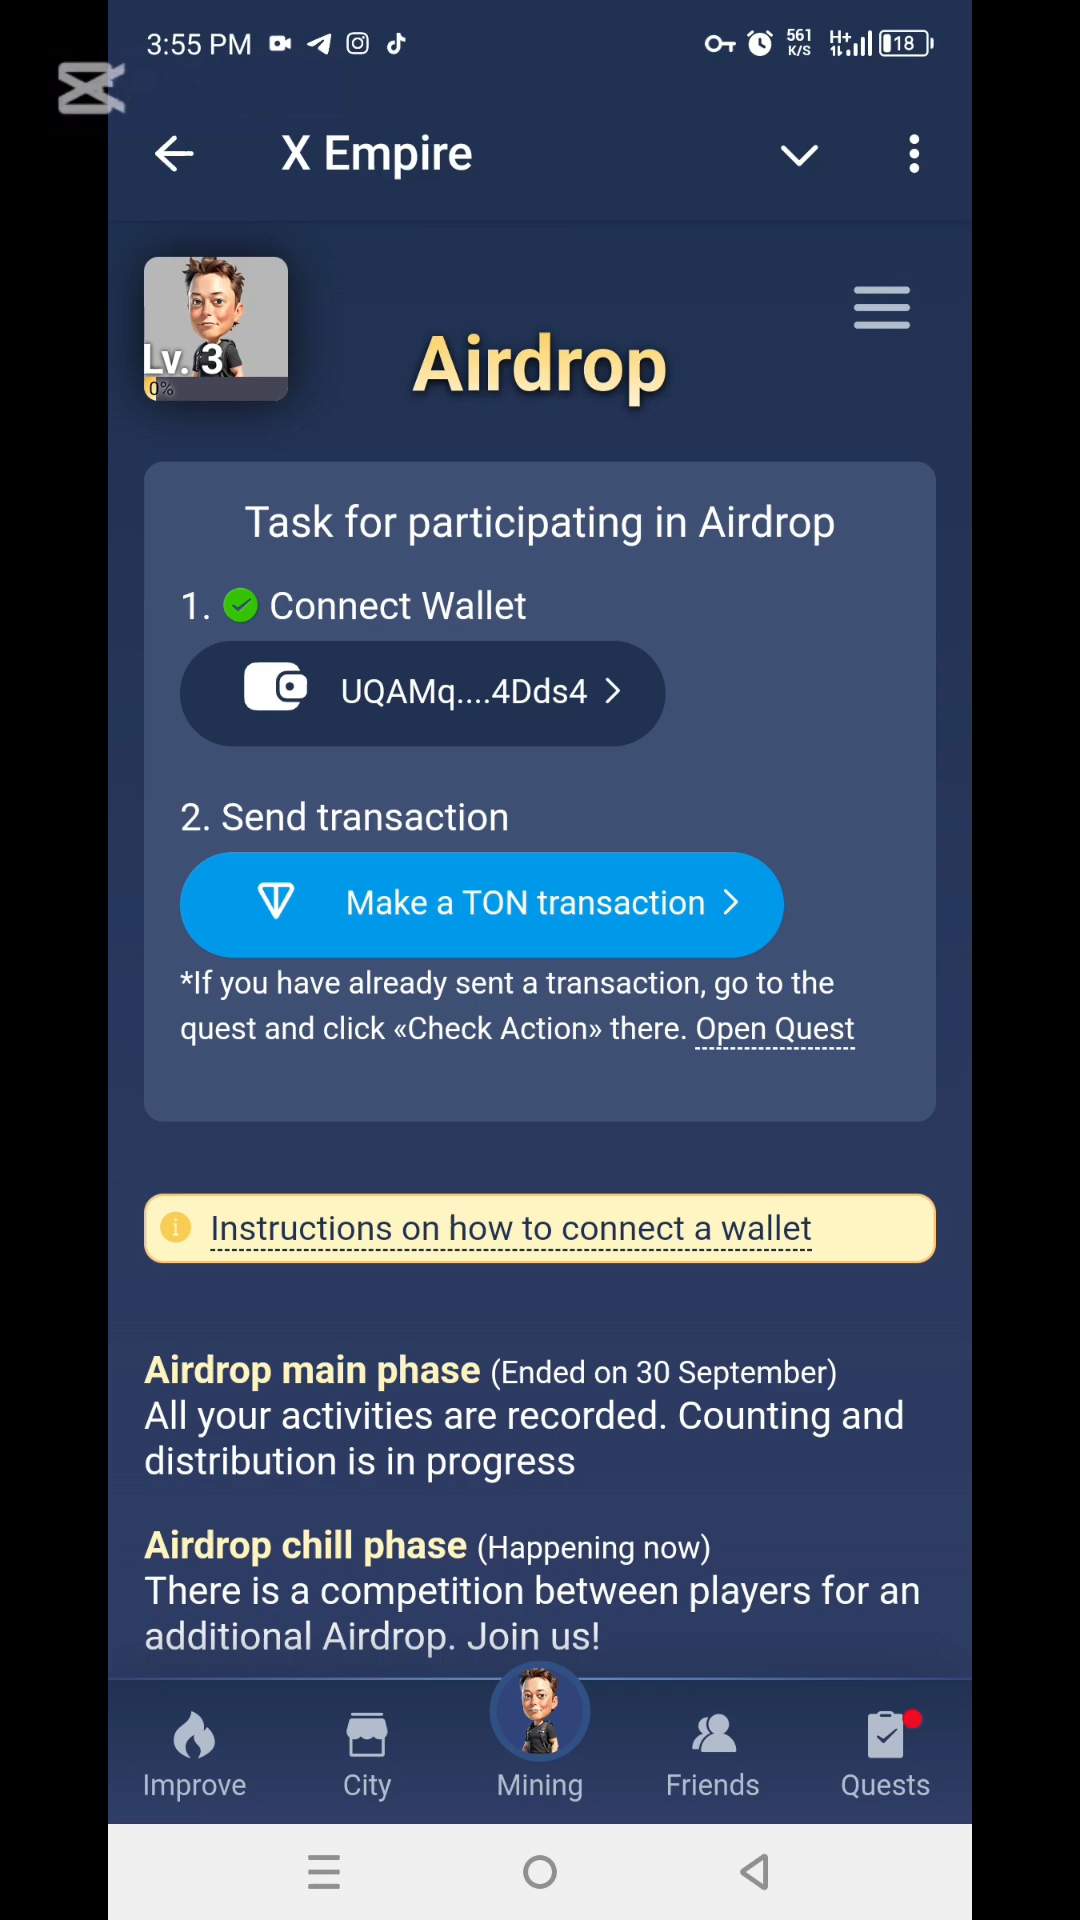 3:55 PM
561
K/S
H+
18
X Empire
Lv. 3
0%
Airdrop
Task for participating in Airdrop
1. Connect Wallet
UQAMq....4Dds4
2. Send transaction
Make a TON transaction
*If you have already sent a transaction, go to the
quest and click «Check Action» there. Open Quest
Instructions on how to connect a wallet
Airdrop main phase (Ended on 30 September)
All your activities are recorded. Counting and
distribution is in progress
Airdrop chill phase (Happening now)
There is a competition between players for an
additional Airdrop. Join us!
Improve
City
Mining
Friends
Quests